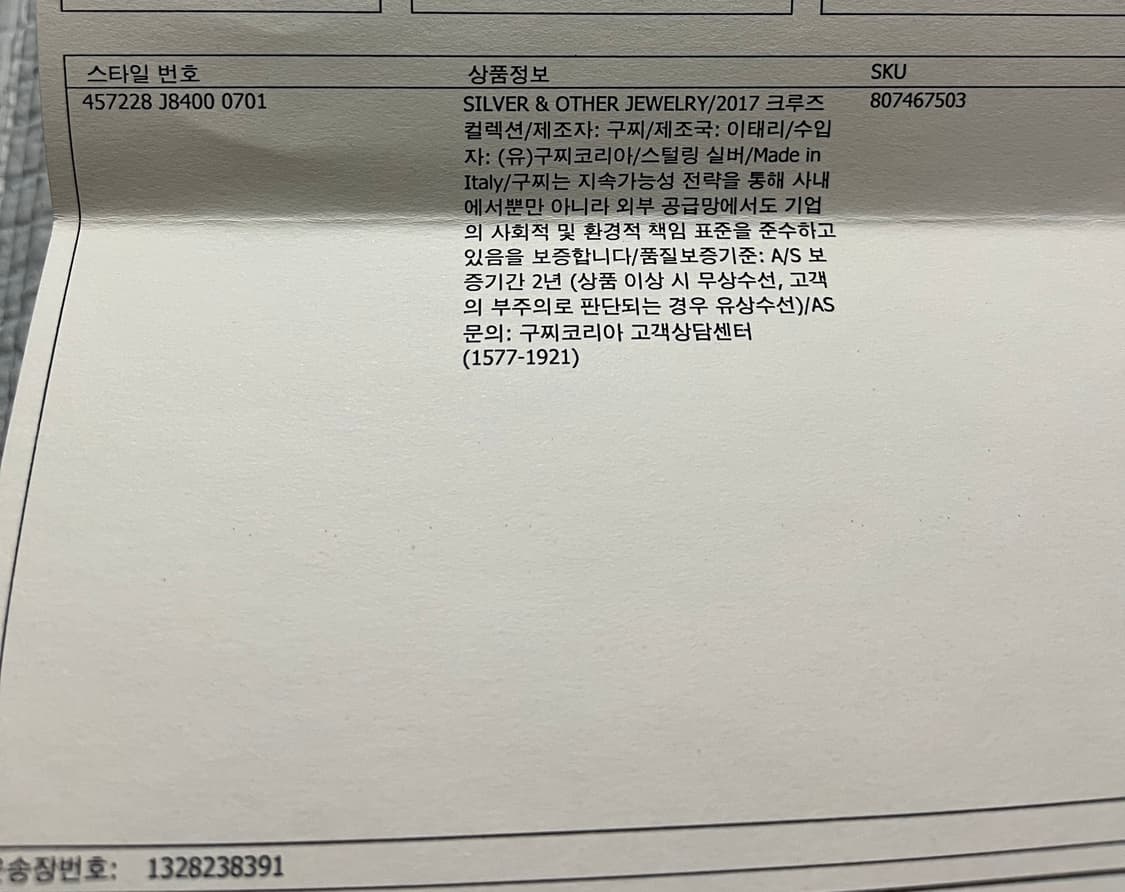 스타일 번호
457228 J8400 0701
상품정보
SILVER & OTHER JEWELRY/2017 크루즈
컬렉션/제조자: 구찌/제조국: 이태리/수입
자: (유)구찌코리아/스털링 실버/Made in
Italy/구찌는 지속가능성 전략을 통해 사내
에서뿐만 아니라 외부 공급망에서도 기업
의 사회적 및 환경적 책임 표준을 준수하고
있음을 보증합니다/품질보증기준: A/S 보
증기간 2년 (상품 이상 시 무상수선, 고객
의 부주의로 판단되는 경우 유상수선)/AS
문의: 구찌코리아 고객상담센터
(1577-1921)
SKU
807467503
운송장번호: 1328238391